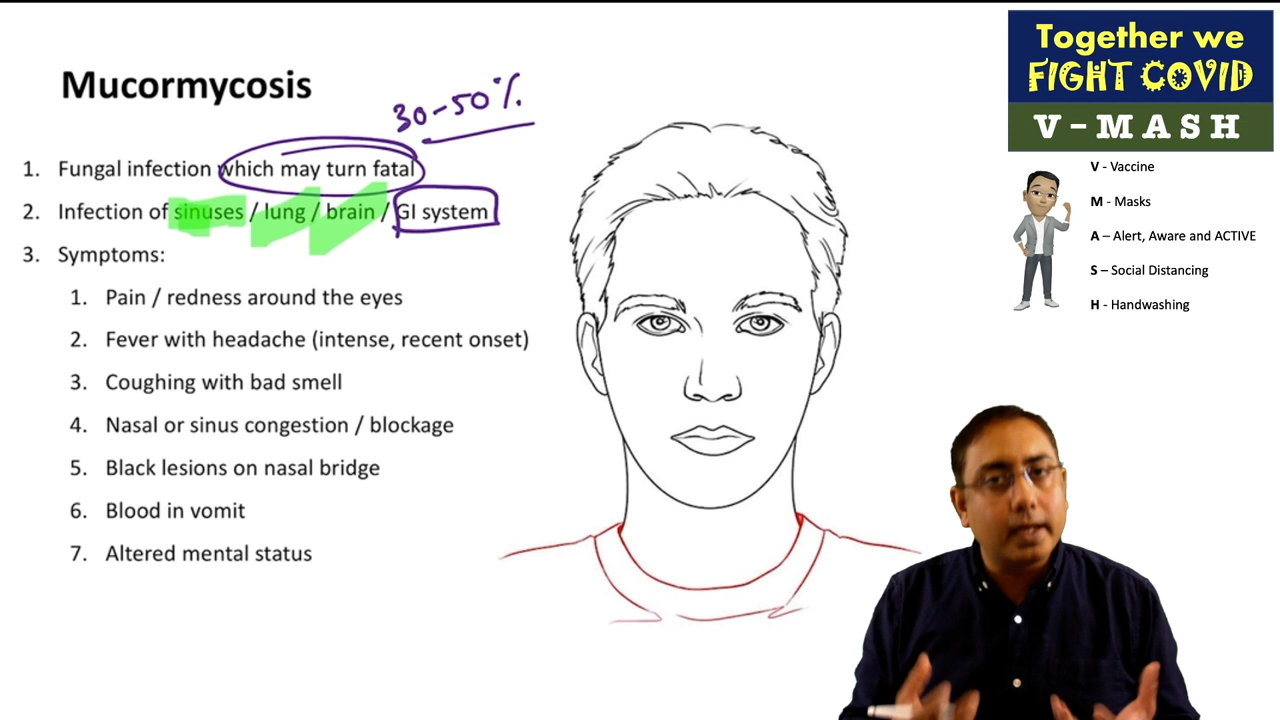 Mucormycosis
30-50%
1. Fungal infection which may turn fatal
2. Infection of sinuses / lung / brain / GI system
3. Symptoms:
1. Pain / redness around the eyes
2. Fever with headache (intense, recent onset)
3. Coughing with bad smell
4. Nasal or sinus congestion / blockage
5. Black lesions on nasal bridge
6. Blood in vomit
7. Altered mental status
Together we
FIGHT COVID
V - M A S H
V - Vaccine
M - Masks
A – Alert, Aware and ACTIVE
S – Social Distancing
H - Handwashing